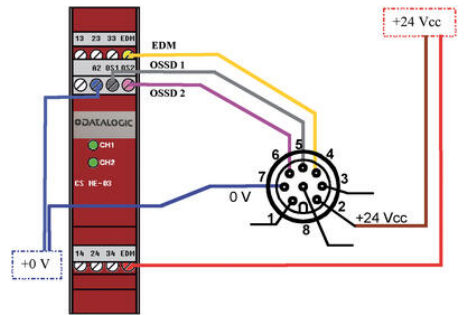 +24 Vcc
13 23 33 EDM
EDM
A2 OS1 OS2
OSSD 1
OSSD 2
DATALOGIC
CH1
CH2
CS ME-03
5
6
4
7
3
0 V
1
2
+24 Vcc
8
14 24 34 EDM
+0 V